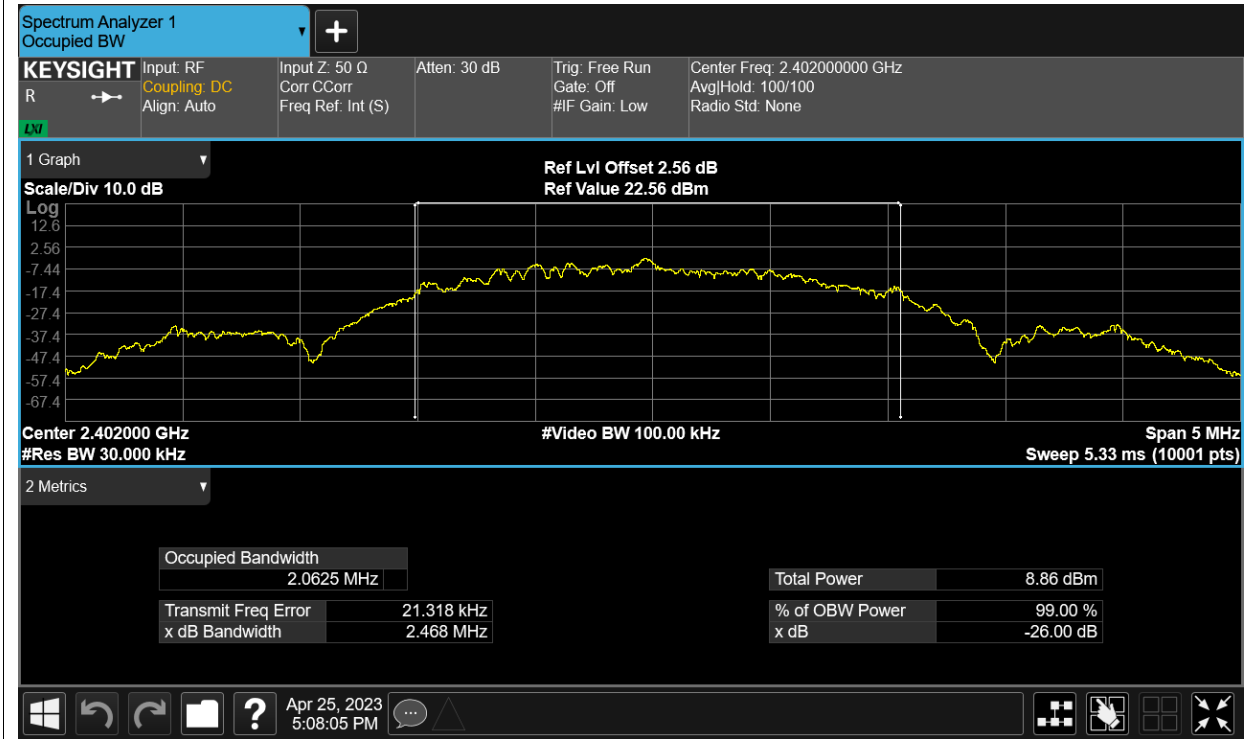 Spectrum Analyzer 1
Occupied BW
KEYSIGHT
R
LXI
Input: RF
Coupling: DC
Align: Auto
Input Z: 50 Ω
Corr CCorr
Freq Ref: Int (S)
Atten: 30 dB
Trig: Free Run
Gate: Off
#IF Gain: Low
Center Freq: 2.402000000 GHz
Avg|Hold: 100/100
Radio Std: None
1 Graph
Scale/Div 10.0 dB
Ref Lvl Offset 2.56 dB
Ref Value 22.56 dBm
Log
12.6
2.56
-7.44
-17.4
-27.4
-37.4
-47.4
-57.4
-67.4
Center 2.402000 GHz
#Video BW 100.00 kHz
Span 5 MHz
#Res BW 30.000 kHz
Sweep 5.33 ms (10001 pts)
2 Metrics
Occupied Bandwidth
2.0625 MHz
Total Power 8.86 dBm
Transmit Freq Error 21.318 kHz
% of OBW Power 99.00 %
x dB Bandwidth 2.468 MHz
x dB -26.00 dB
?
Apr 25, 2023
5:08:05 PM